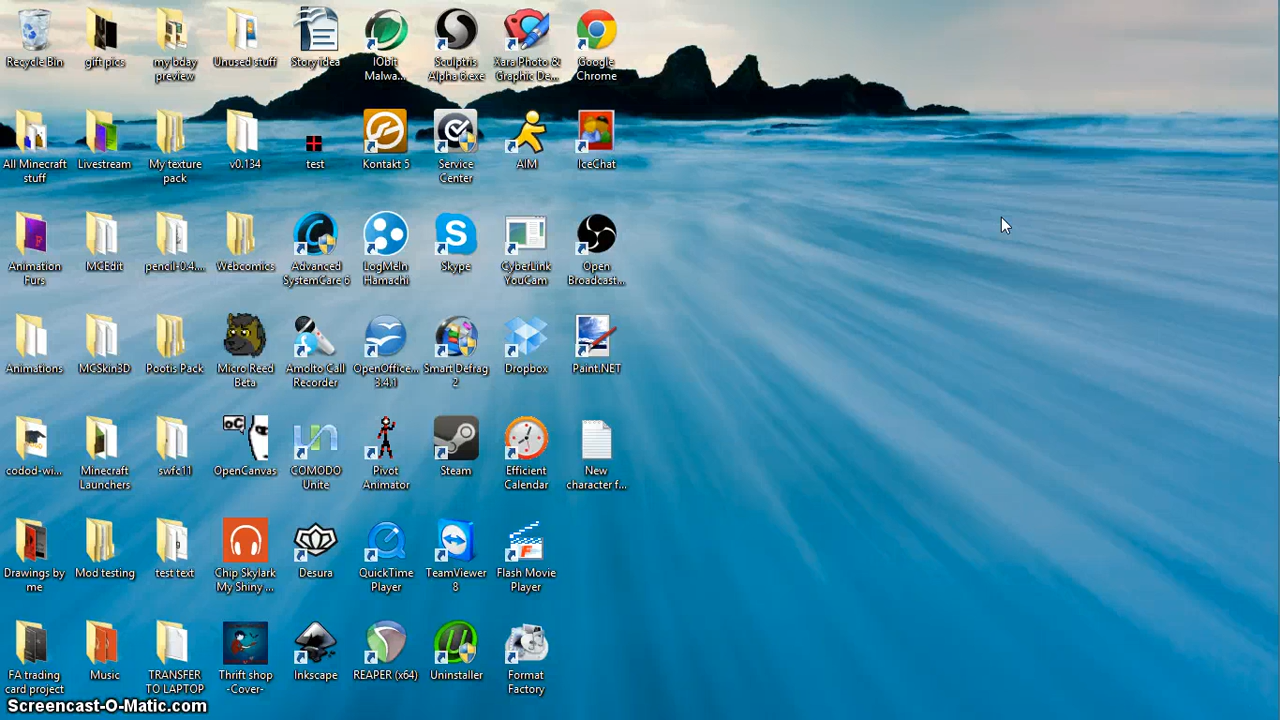 Recycle Bin
gift pics
my bday
preview
Unused stuff
Story idea
IObit
Malwa...
Sculptris
Alpha 6.exe
Xara Photo &
Graphic De...
Google
Chrome
All Minecraft
stuff
Livestream
My texture
pack
v0.134
test
Kontakt 5
Service
Center
AIM
IceChat
Animation
Furs
MCEdit
pencil-0.4....
Webcomics
Advanced
SystemCare 6
LogMeIn
Hamachi
Skype
CyberLink
YouCam
Open
Broadcast...
Animations
MCSkin3D
Pootis Pack
Micro Reed
Beta
Amolto Call
Recorder
OpenOffice...
3.4.1
Smart Defrag
2
Dropbox
Paint.NET
codod-wi...
Minecraft
Launchers
swfc11
OpenCanvas
COMODO
Unite
Pivot
Animator
Steam
Efficient
Calendar
New
character f...
Drawings by
me
Mod testing
test text
Chip Skylark
My Shiny ...
Desura
QuickTime
Player
TeamViewer
8
Flash Movie
Player
FA trading
card project
Music
TRANSFER
TO LAPTOP
Thrift shop
-Cover-
Inkscape
REAPER (x64)
Uninstaller
Format
Factory
Screencast-O-Matic.com